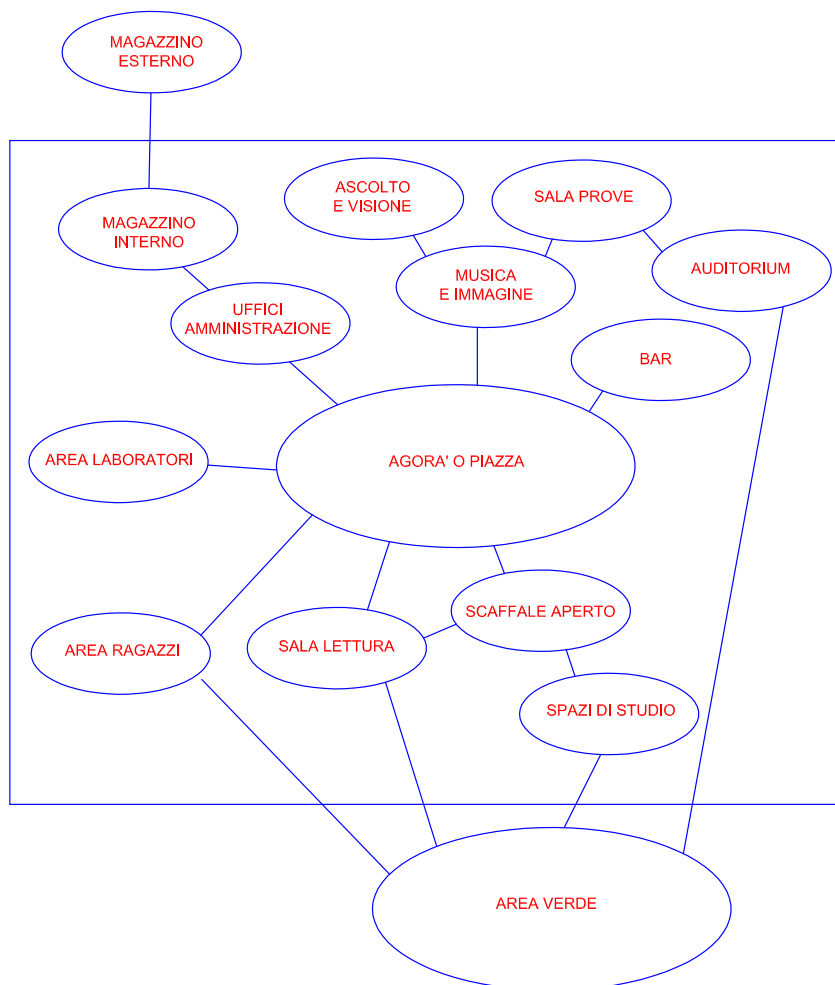 MAGAZZINO
ESTERNO
ASCOLTO
E VISIONE
SALA PROVE
MAGAZZINO
INTERNO
AUDITORIUM
MUSICA
E IMMAGINE
UFFICI
AMMINISTRAZIONE
BAR
AREA LABORATORI
AGORA' O PIAZZA
SCAFFALE APERTO
AREA RAGAZZI
SALA LETTURA
SPAZI DI STUDIO
AREA VERDE